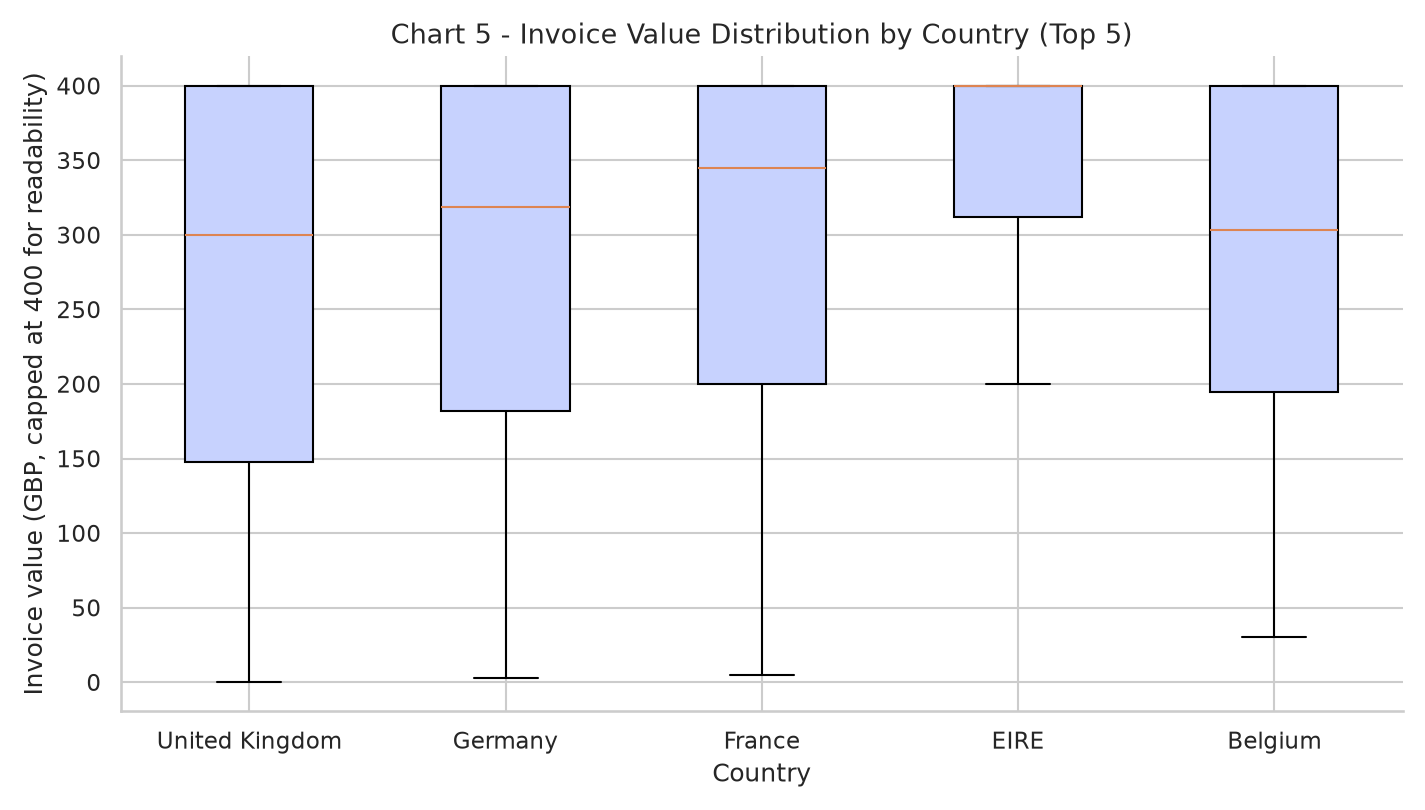 Chart 5 - Invoice Value Distribution by Country (Top 5)
Invoice value (GBP, capped at 400 for readability)
400
350
300
250
200
150
100
50
0
United Kingdom
Germany
France
EIRE
Belgium
Country